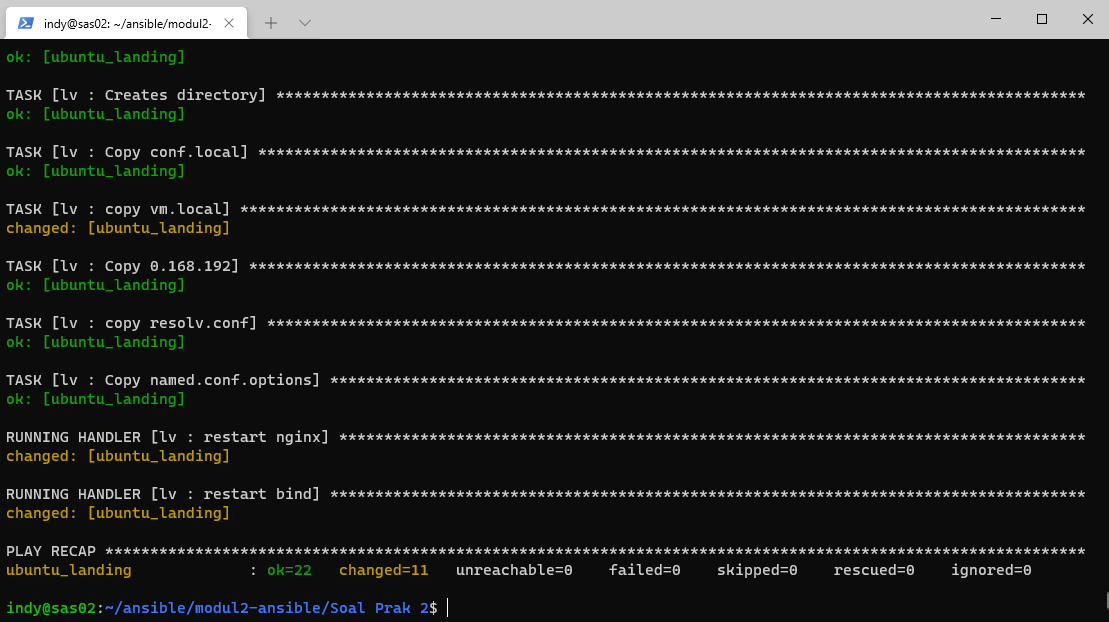 indy@sas02: ~/ansible/modul2-
ok: [ubuntu_landing]
TASK [lv : Creates directory] ******************************************************************************************
ok: [ubuntu_landing]
TASK [lv : Copy conf.local] ********************************************************************************************
ok: [ubuntu_landing]
TASK [lv : copy vm.local] **********************************************************************************************
changed: [ubuntu_landing]
TASK [lv : Copy 0.168.192] *********************************************************************************************
ok: [ubuntu_landing]
TASK [lv : copy resolv.conf] *******************************************************************************************
ok: [ubuntu_landing]
TASK [lv : Copy named.conf.options] ************************************************************************************
ok: [ubuntu_landing]
RUNNING HANDLER [lv : restart nginx] ***********************************************************************************
changed: [ubuntu_landing]
RUNNING HANDLER [lv : restart bind] ************************************************************************************
changed: [ubuntu_landing]
PLAY RECAP *************************************************************************************************************
ubuntu_landing             : ok=22   changed=11   unreachable=0    failed=0    skipped=0    rescued=0    ignored=0
indy@sas02:~/ansible/modul2-ansible/Soal Prak 2$